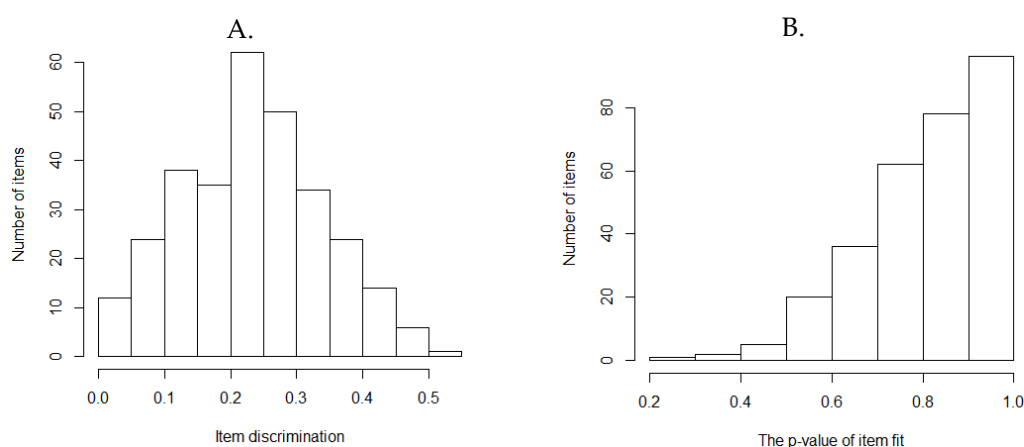 A.
Number of items
0
10
20
30
40
50
60
0.0 0.1 0.2 0.3 0.4 0.5
Item discrimination
B.
Number of items
0
20
40
60
80
0.2 0.4 0.6 0.8 1.0
The p-value of item fit